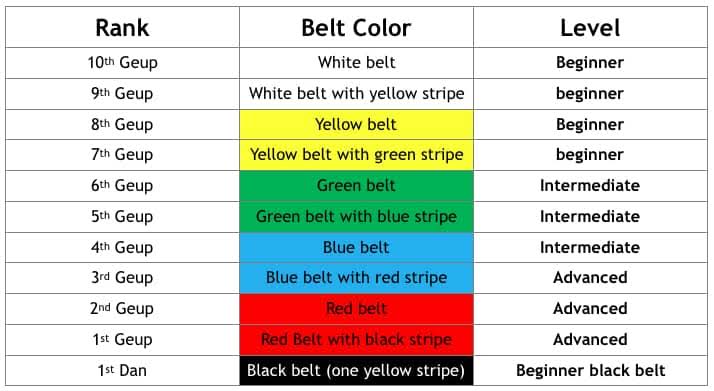 Rank Belt Color Level
10th Geup White belt Beginner
9th Geup White belt with yellow stripe beginner
8th Geup Yellow belt Beginner
7th Geup Yellow belt with green stripe beginner
6th Geup Green belt Intermediate
5th Geup Green belt with blue stripe Intermediate
4th Geup Blue belt Intermediate
3rd Geup Blue belt with red stripe Advanced
2nd Geup Red belt Advanced
1st Geup Red Belt with black stripe Advanced
1st Dan Black belt (one yellow stripe) Beginner black belt